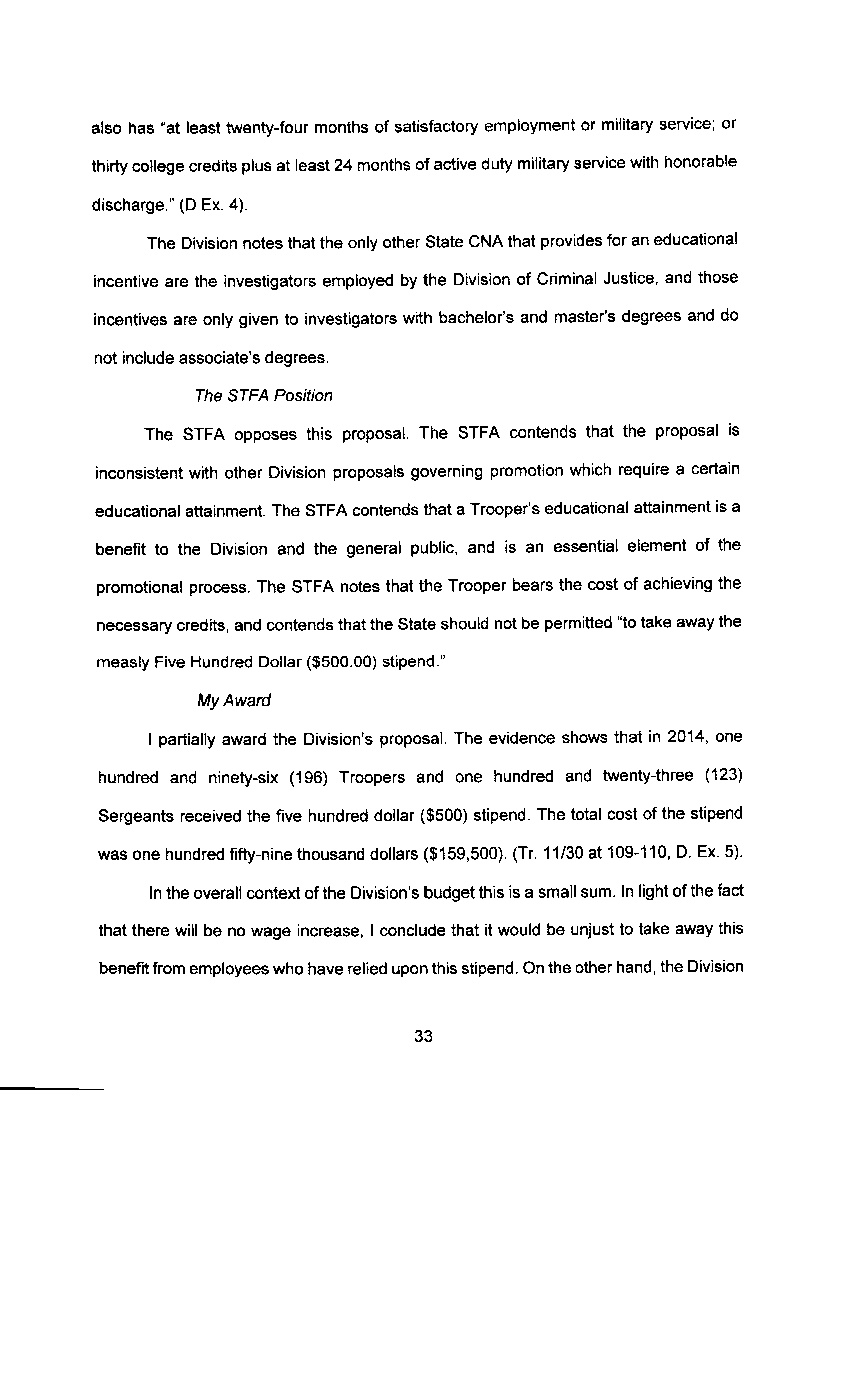 also has "at least twenty-four months of satisfactory employment or military service; or
thirty college credits plus at least 24 months of active duty military service with honorable
discharge." (D Ex. 4).
The Division notes that the only other State CNA that provides for an educational
incentive are the investigators employed by the Division of Criminal Justice, and those
incentives are only given to investigators with bachelor's and master's degrees and do
not include associate's degrees.
The STFA Position
The STFA opposes this proposal. The STFA contends that the proposal is
inconsistent with other Division proposals governing promotion which require a certain
educational attainment. The STFA contends that a Trooper's educational attainment is a
benefit to the Division and the general public, and is an essential element of the
promotional process. The STFA notes that the Trooper bears the cost of achieving the
necessary credits, and contends that the State should not be permitted "to take away the
measly Five Hundred Dollar ($500.00) stipend."
My Award
I partially award the Division's proposal. The evidence shows that in 2014, one
hundred and ninety-six (196) Troopers and one hundred and twenty-three (123)
Sergeants received the five hundred dollar ($500) stipend. The total cost of the stipend
was one hundred fifty-nine thousand dollars ($159,500). (Tr. 11/30 at 109-110, D. Ex. 5).
In the overall context of the Division's budget this is a small sum. In light of the fact
that there will be no wage increase, I conclude that it would be unjust to take away this
benefit from employees who have relied upon this stipend. On the other hand, the Division
33